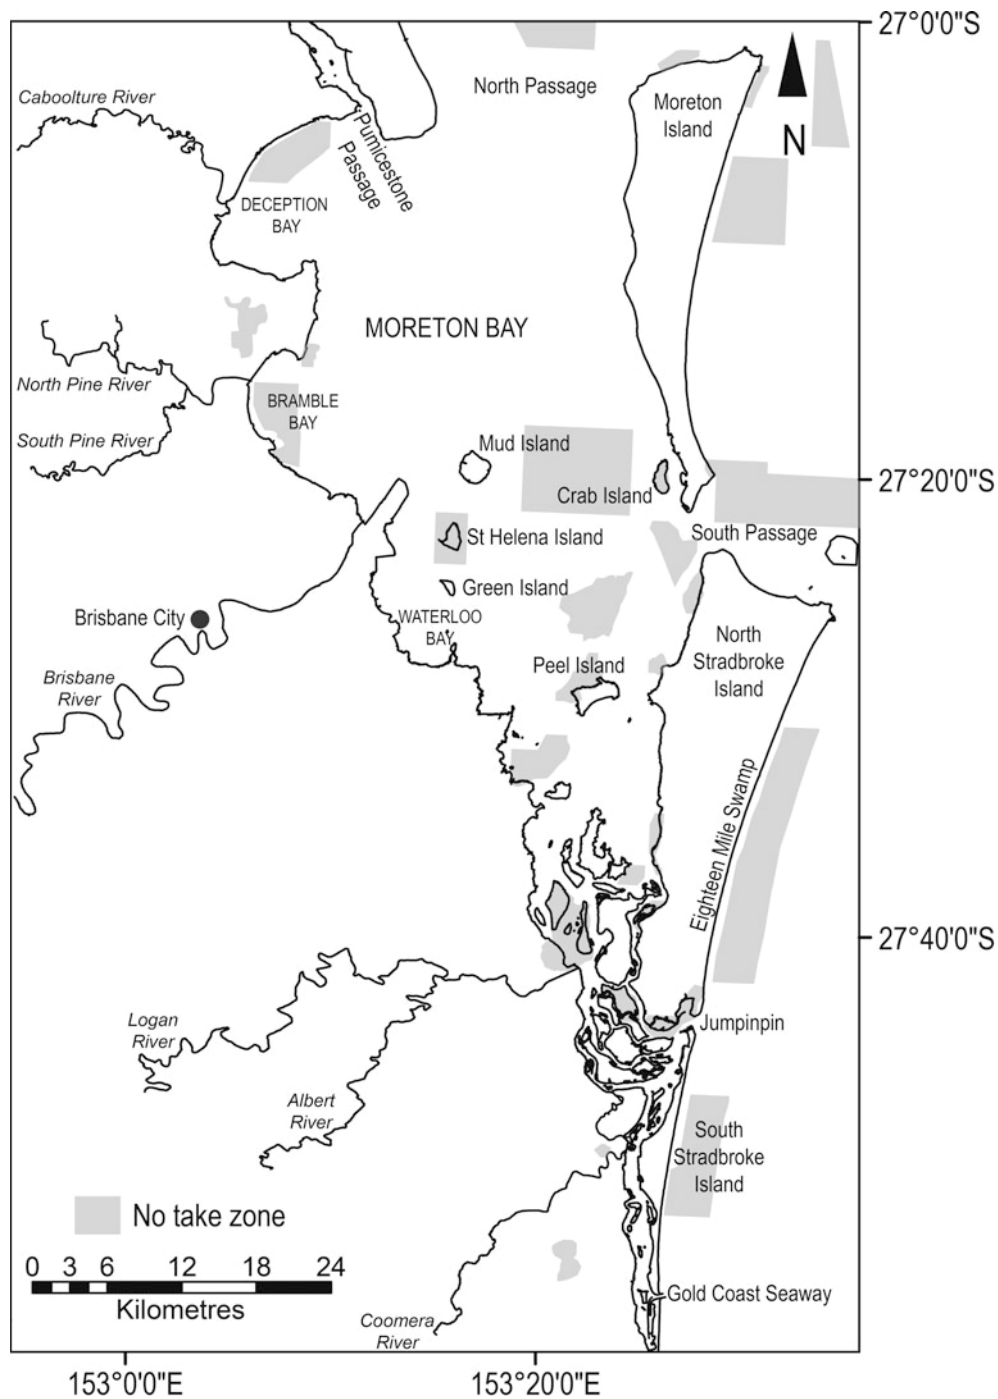 27°0'0"S
North Passage
Moreton
Island
N
Caboolture River
Pumicestone
Passage
DECEPTION
BAY
MORETON BAY
North Pine River
BRAMBLE
BAY
South Pine River
Mud Island
27°20'0"S
Crab Island
South Passage
St Helena Island
Green Island
Brisbane City
WATERLOO
BAY
North
Stradbroke
Island
Peel Island
Brisbane
River
Eighteen Mile Swamp
27°40'0"S
Logan
River
Jumpinpin
Albert
River
South
Stradbroke
Island
No take zone
0 3 6 12 18 24
Kilometres
Gold Coast Seaway
Coomera
River
153°0'0"E
153°20'0"E